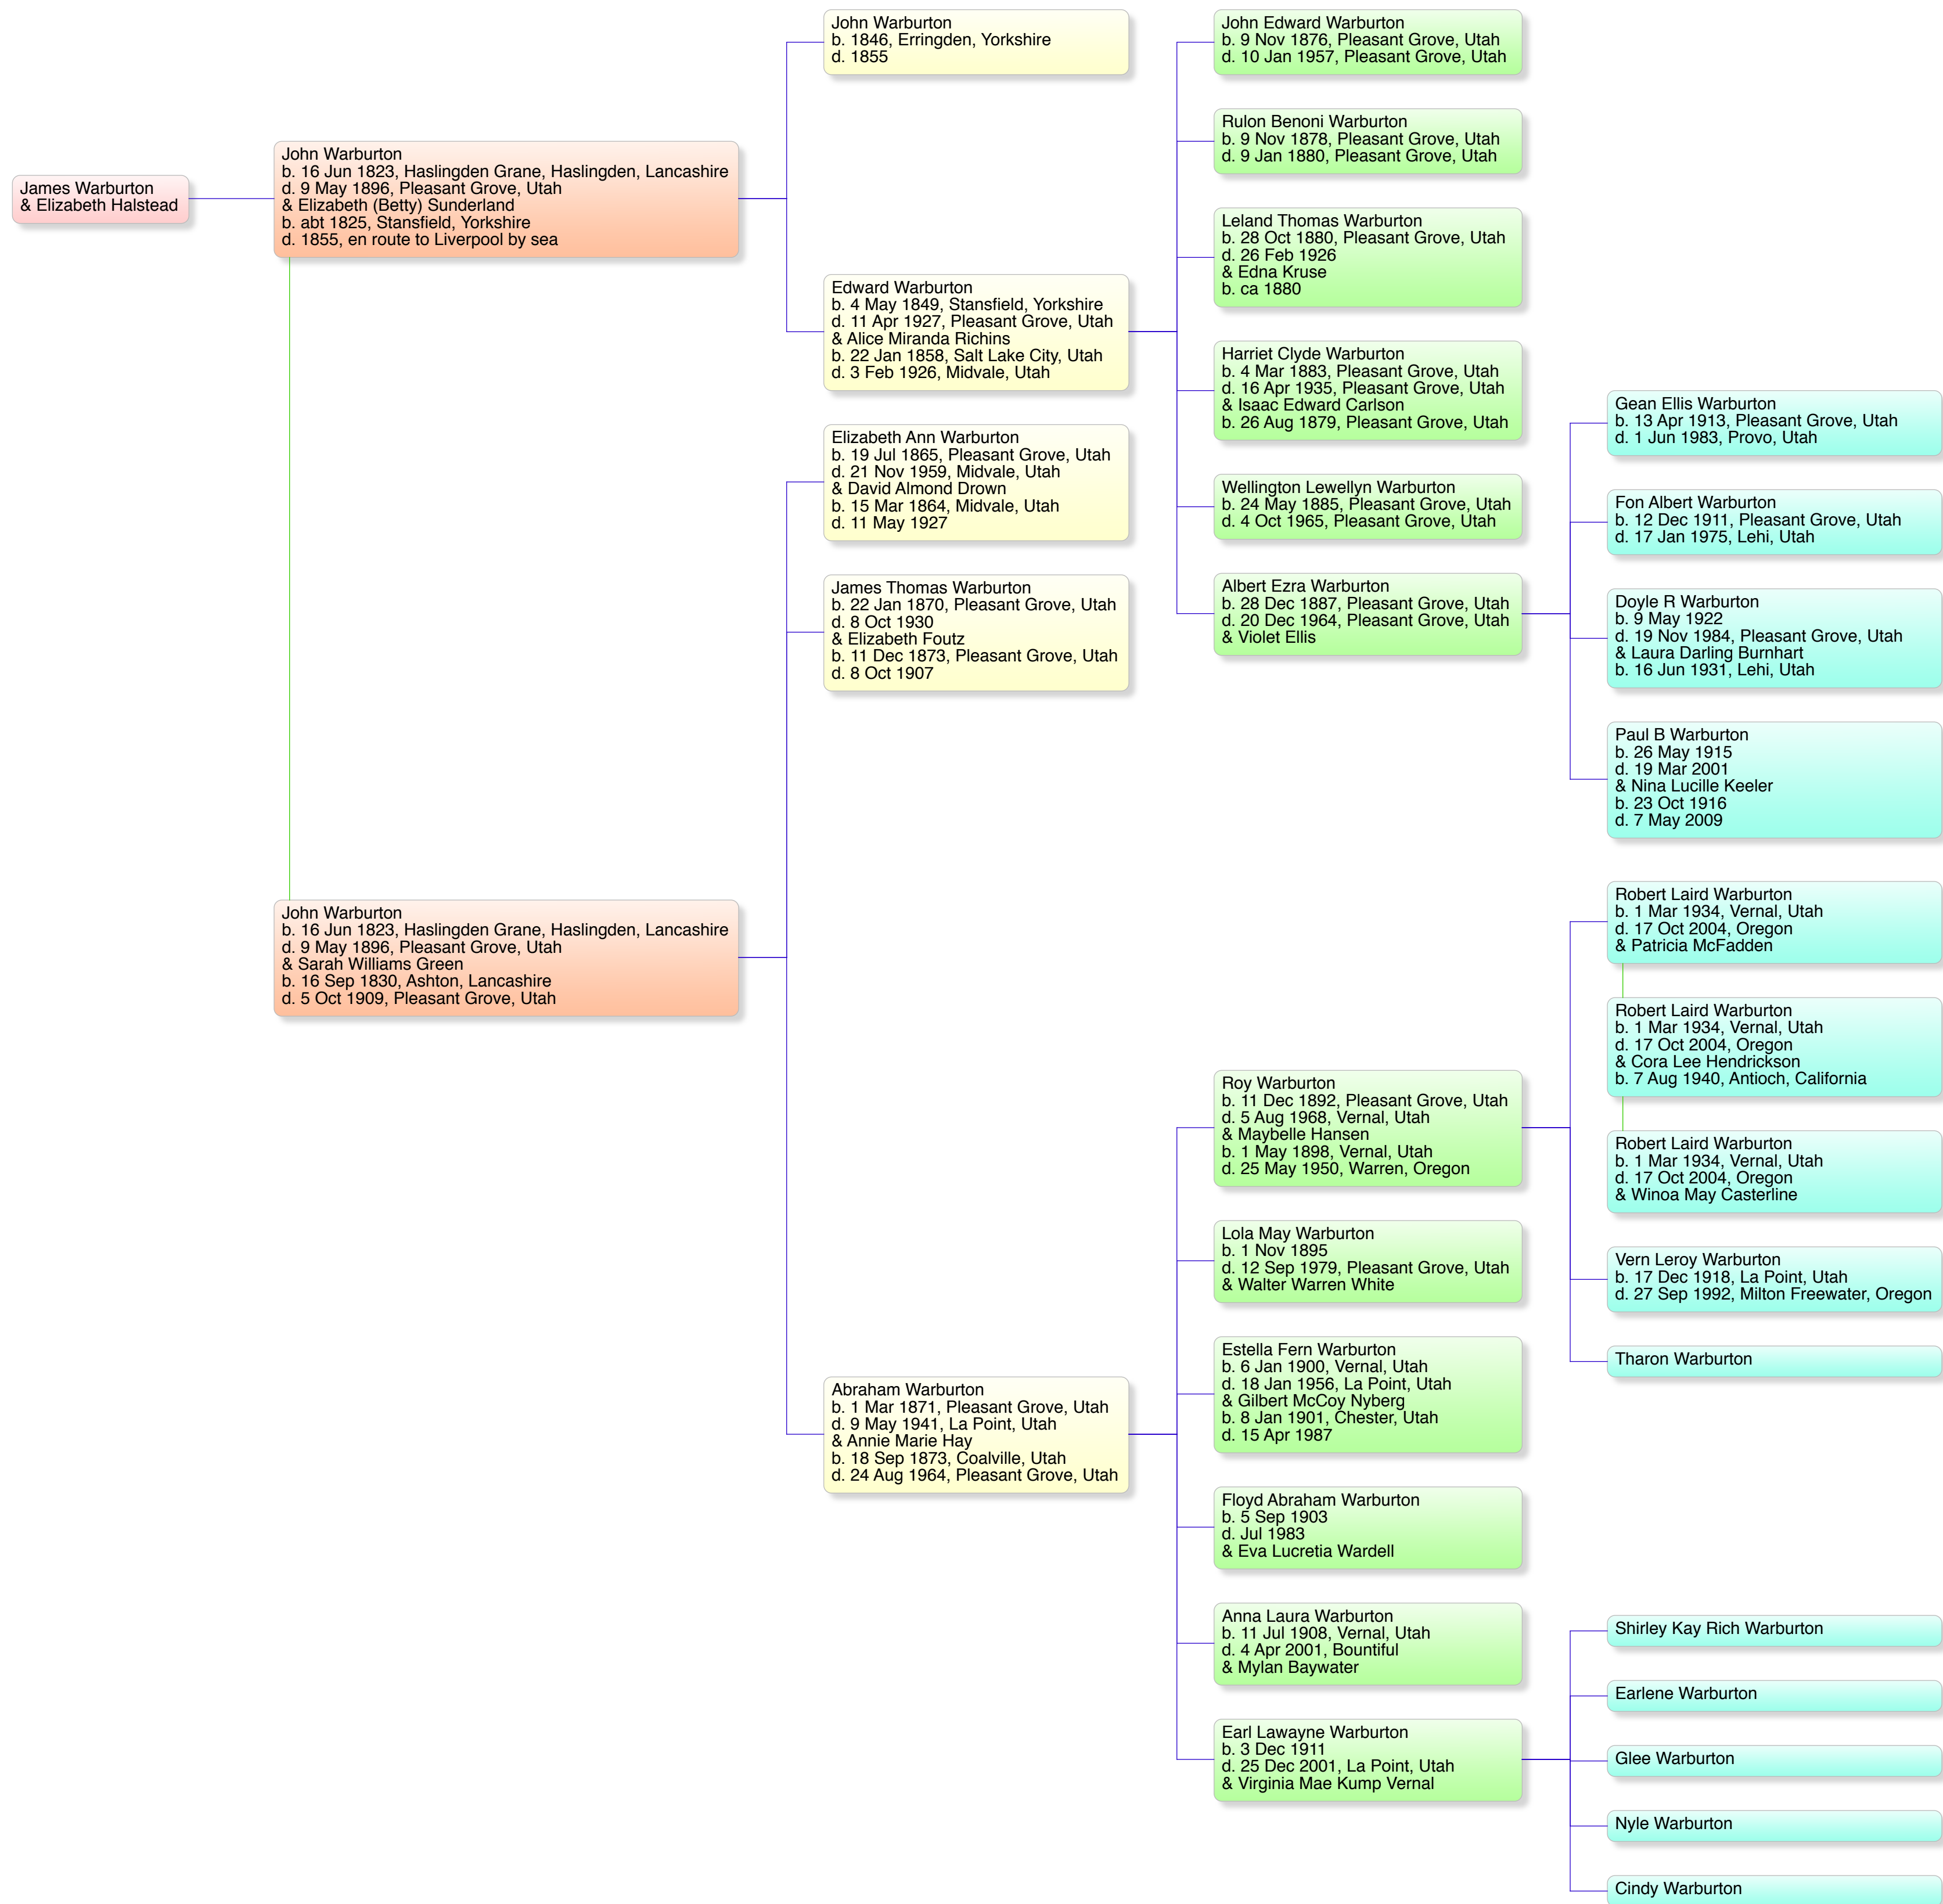 James Warburton
& Elizabeth Halstead
John Warburton
b. 16 Jun 1823, Haslingden Grane, Haslingden, Lancashire
d. 9 May 1896, Pleasant Grove, Utah
& Elizabeth (Betty) Sunderland
b. abt 1825, Stansfield, Yorkshire
d. 1855, en route to Liverpool by sea
John Warburton
b. 16 Jun 1823, Haslingden Grane, Haslingden, Lancashire
d. 9 May 1896, Pleasant Grove, Utah
& Sarah Williams Green
b. 16 Sep 1830, Ashton, Lancashire
d. 5 Oct 1909, Pleasant Grove, Utah
John Warburton
b. 1846, Erringden, Yorkshire
d. 1855
Edward Warburton
b. 4 May 1849, Stansfield, Yorkshire
d. 11 Apr 1927, Pleasant Grove, Utah
& Alice Miranda Richins
b. 22 Jan 1858, Salt Lake City, Utah
d. 3 Feb 1926, Midvale, Utah
Elizabeth Ann Warburton
b. 19 Jul 1865, Pleasant Grove, Utah
d. 21 Nov 1959, Midvale, Utah
& David Almond Drown
b. 15 Mar 1864, Midvale, Utah
d. 11 May 1927
James Thomas Warburton
b. 22 Jan 1870, Pleasant Grove, Utah
d. 8 Oct 1930
& Elizabeth Foutz
b. 11 Dec 1873, Pleasant Grove, Utah
d. 8 Oct 1907
Abraham Warburton
b. 1 Mar 1871, Pleasant Grove, Utah
d. 9 May 1941, La Point, Utah
& Annie Marie Hay
b. 18 Sep 1873, Coalville, Utah
d. 24 Aug 1964, Pleasant Grove, Utah
John Edward Warburton
b. 9 Nov 1876, Pleasant Grove, Utah
d. 10 Jan 1957, Pleasant Grove, Utah
Rulon Benoni Warburton
b. 9 Nov 1878, Pleasant Grove, Utah
d. 9 Jan 1880, Pleasant Grove, Utah
Leland Thomas Warburton
b. 28 Oct 1880, Pleasant Grove, Utah
d. 26 Feb 1926
& Edna Kruse
b. ca 1880
Harriet Clyde Warburton
b. 4 Mar 1883, Pleasant Grove, Utah
d. 16 Apr 1935, Pleasant Grove, Utah
& Isaac Edward Carlson
b. 26 Aug 1879, Pleasant Grove, Utah
Wellington Lewellyn Warburton
b. 24 May 1885, Pleasant Grove, Utah
d. 4 Oct 1965, Pleasant Grove, Utah
Albert Ezra Warburton
b. 28 Dec 1887, Pleasant Grove, Utah
d. 20 Dec 1964, Pleasant Grove, Utah
& Violet Ellis
Roy Warburton
b. 11 Dec 1892, Pleasant Grove, Utah
d. 5 Aug 1968, Vernal, Utah
& Maybelle Hansen
b. 1 May 1898, Vernal, Utah
d. 25 May 1950, Warren, Oregon
Lola May Warburton
b. 1 Nov 1895
d. 12 Sep 1979, Pleasant Grove, Utah
& Walter Warren White
Estella Fern Warburton
b. 6 Jan 1900, Vernal, Utah
d. 18 Jan 1956, La Point, Utah
& Gilbert McCoy Nyberg
b. 8 Jan 1901, Chester, Utah
d. 15 Apr 1987
Floyd Abraham Warburton
b. 5 Sep 1903
d. Jul 1983
& Eva Lucretia Wardell
Anna Laura Warburton
b. 11 Jul 1908, Vernal, Utah
d. 4 Apr 2001, Bountiful
& Mylan Baywater
Earl Lawayne Warburton
b. 3 Dec 1911
d. 25 Dec 2001, La Point, Utah
& Virginia Mae Kump Vernal
Gean Ellis Warburton
b. 13 Apr 1913, Pleasant Grove, Utah
d. 1 Jun 1983, Provo, Utah
Fon Albert Warburton
b. 12 Dec 1911, Pleasant Grove, Utah
d. 17 Jan 1975, Lehi, Utah
Doyle R Warburton
b. 9 May 1922
d. 19 Nov 1984, Pleasant Grove, Utah
& Laura Darling Burnhart
b. 16 Jun 1931, Lehi, Utah
Paul B Warburton
b. 26 May 1915
d. 19 Mar 2001
& Nina Lucille Keeler
b. 23 Oct 1916
d. 7 May 2009
Robert Laird Warburton
b. 1 Mar 1934, Vernal, Utah
d. 17 Oct 2004, Oregon
& Patricia McFadden
Robert Laird Warburton
b. 1 Mar 1934, Vernal, Utah
d. 17 Oct 2004, Oregon
& Cora Lee Hendrickson
b. 7 Aug 1940, Antioch, California
Robert Laird Warburton
b. 1 Mar 1934, Vernal, Utah
d. 17 Oct 2004, Oregon
& Winoa May Casterline
Vern Leroy Warburton
b. 17 Dec 1918, La Point, Utah
d. 27 Sep 1992, Milton Freewater, Oregon
Tharon Warburton
Shirley Kay Rich Warburton
Earlene Warburton
Glee Warburton
Nyle Warburton
Cindy Warburton